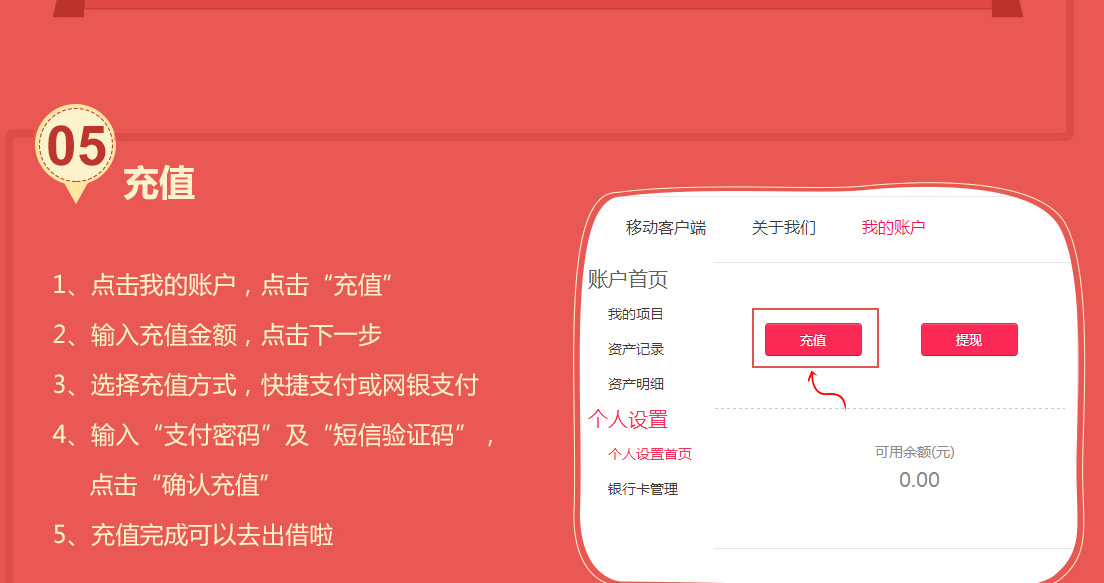 05
充值
1、点击我的账户，点击“充值”
2、输入充值金额，点击下一步
3、选择充值方式，快捷支付或网银支付
4、输入“支付密码”及“短信验证码”，
点击“确认充值”
5、充值完成可以去出借啦
移动客户端 关于我们 我的账户
账户首页
我的项目
资产记录
资产明细
个人设置
个人设置首页
银行卡管理
充值 提现
可用余额(元)
0.00